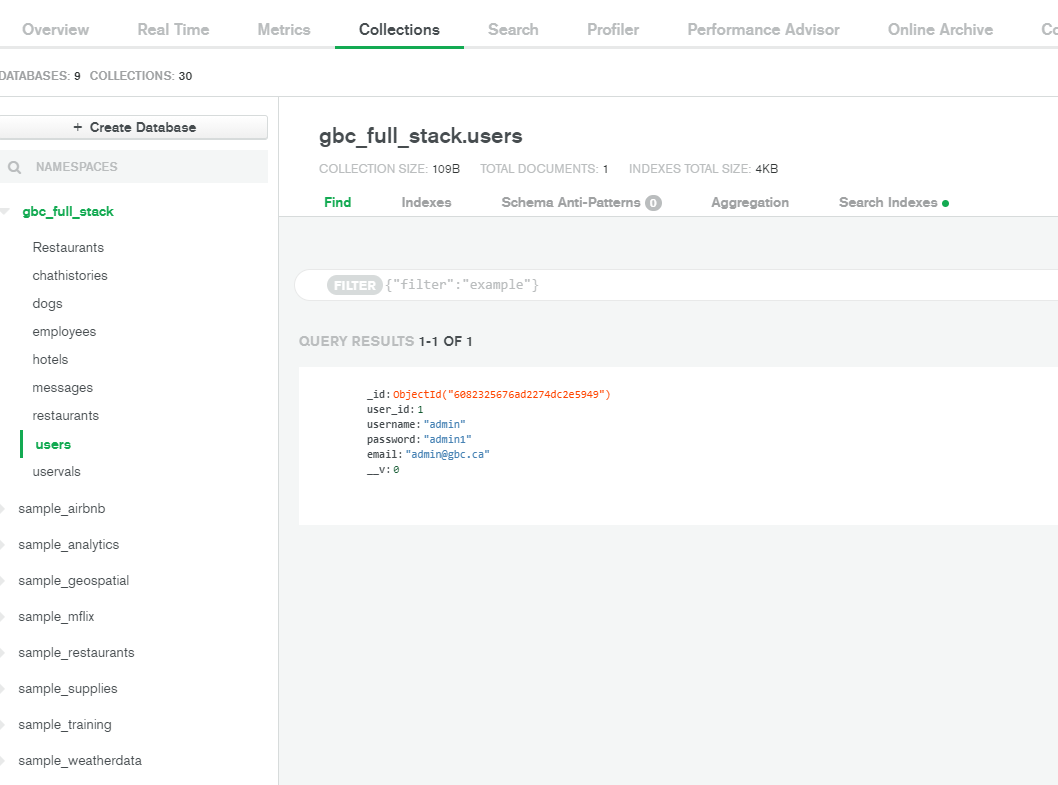 Overview Real Time Metrics Collections Search Profiler Performance Advisor Online Archive Co
DATABASES: 9 COLLECTIONS: 30
+ Create Database
NAMESPACES
gbc_full_stack
Restaurants
chathistories
dogs
employees
hotels
messages
restaurants
users
uservals
sample_airbnb
sample_analytics
sample_geospatial
sample_mflix
sample_restaurants
sample_supplies
sample_training
sample_weatherdata
gbc_full_stack.users
COLLECTION SIZE: 109B TOTAL DOCUMENTS: 1 INDEXES TOTAL SIZE: 4KB
Find Indexes Schema Anti-Patterns 0 Aggregation Search Indexes
FILTER {"filter":"example"}
QUERY RESULTS 1-1 OF 1
_id: ObjectId("6082325676ad2274dc2e5949")
user_id: 1
username: "admin"
password: "admin1"
email: "admin@gbc.ca"
__v: 0